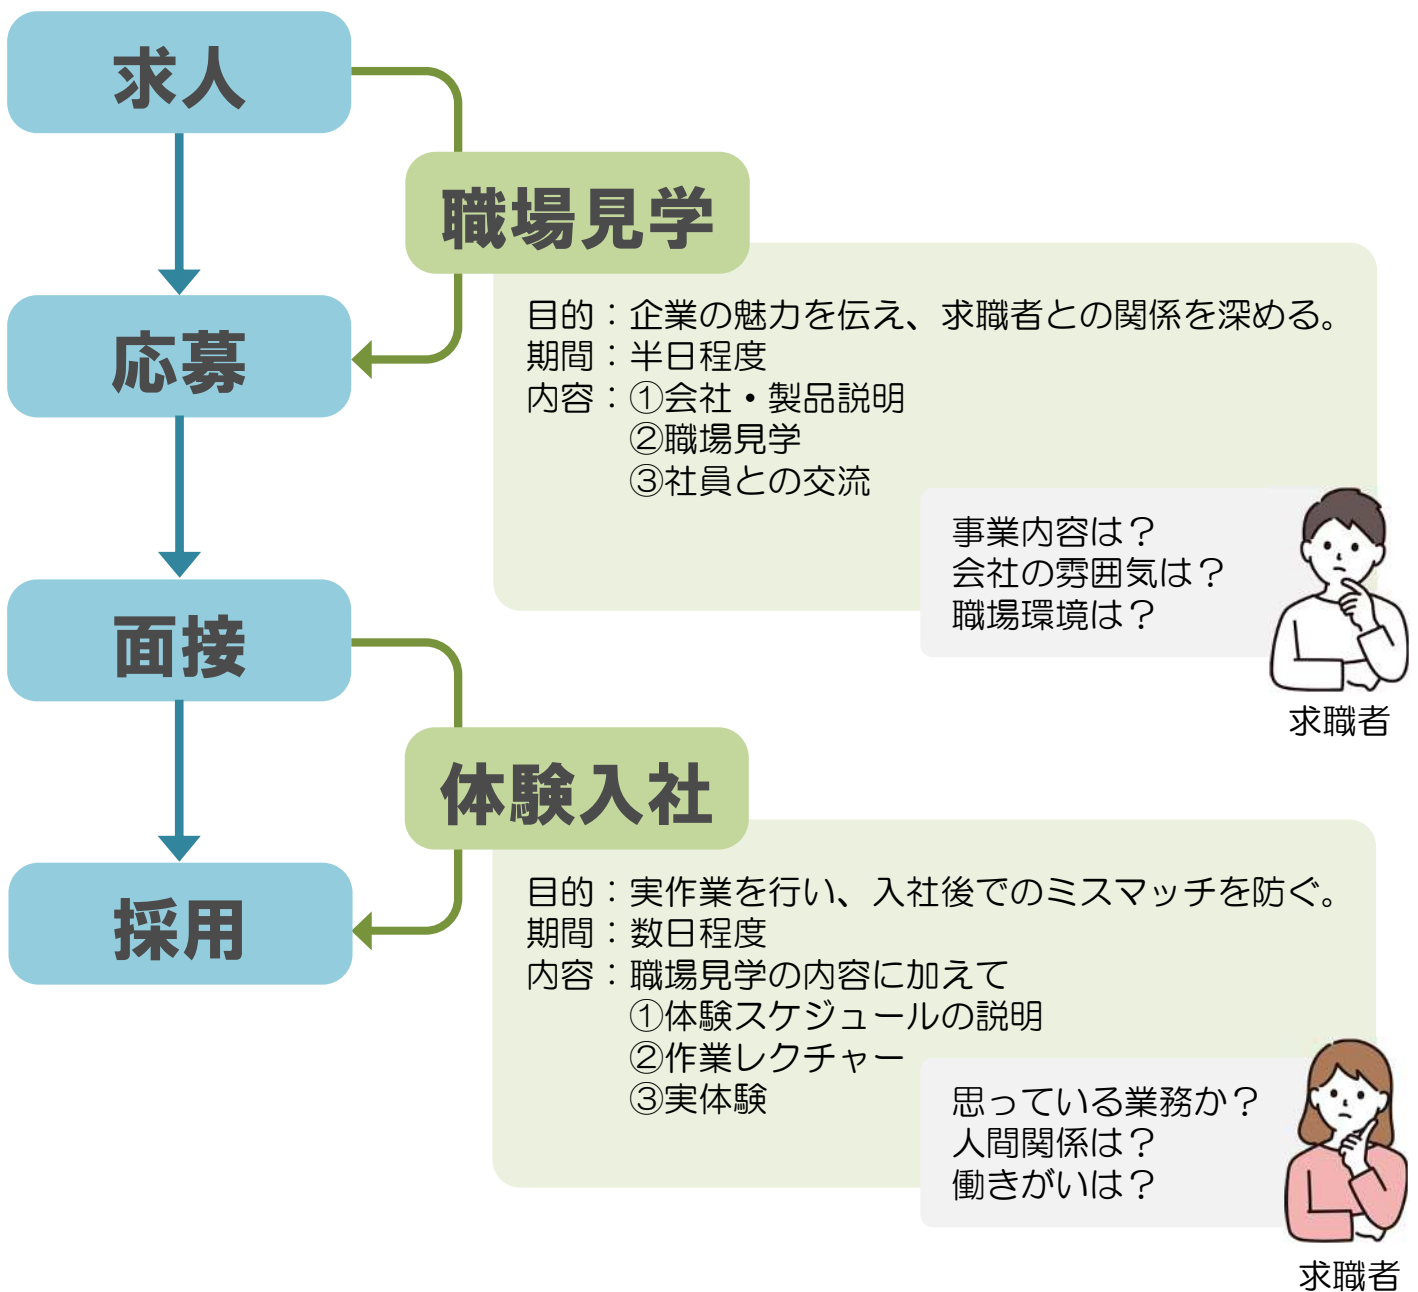 求人
職場見学
目的：企業の魅力を伝え、求職者との関係を深める。
期間：半日程度
内容：①会社・製品説明
②職場見学
③社員との交流
応募
事業内容は？
会社の雰囲気は？
職場環境は？
求職者
面接
体験入社
目的：実作業を行い、入社後でのミスマッチを防ぐ。
期間：数日程度
内容：職場見学の内容に加えて
①体験スケジュールの説明
②作業レクチャー
③実体験
採用
思っている業務か？
人間関係は？
働きがいは？
求職者